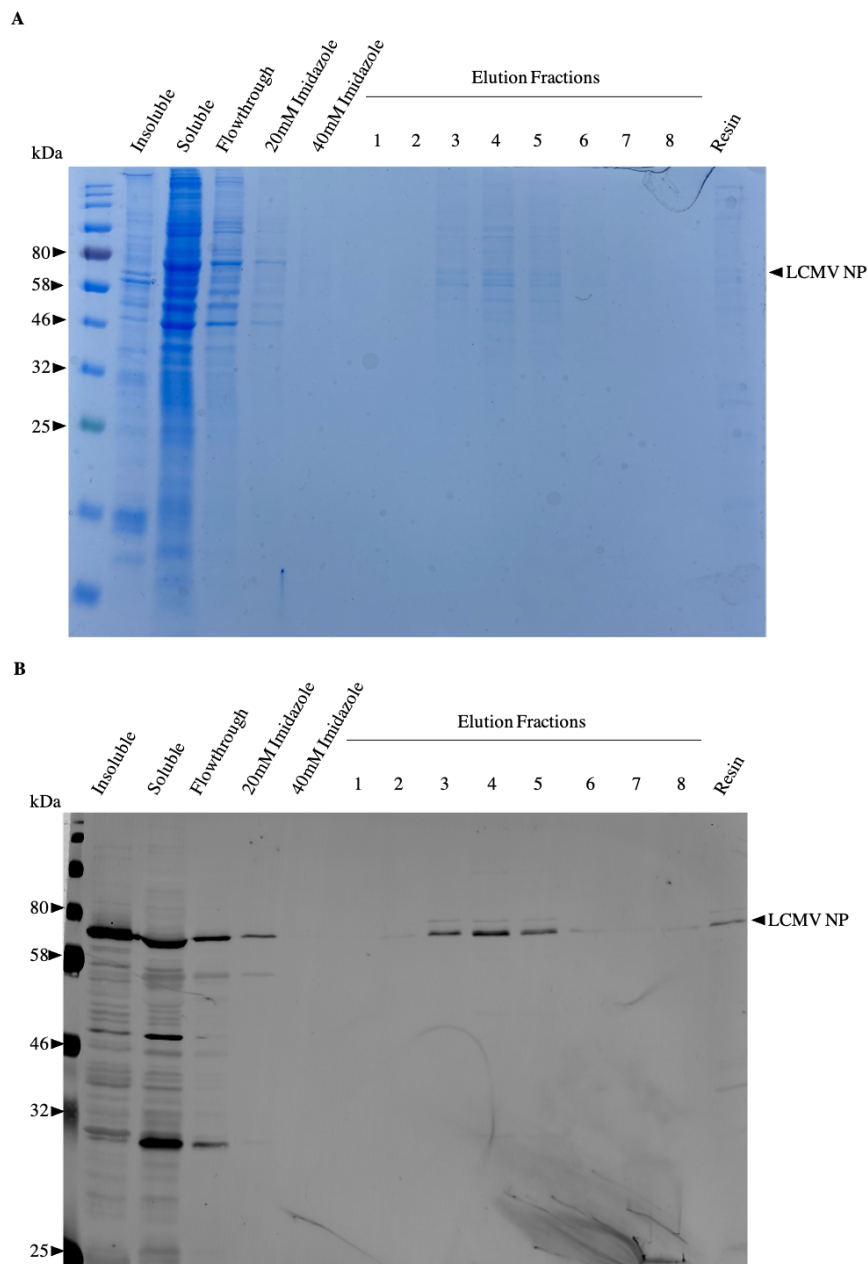 A
Elution Fractions
Insoluble
Soluble
Flowthrough
20mM Imidazole
40mM Imidazole
1 2 3 4 5 6 7 8
Resin
kDa
80
58
46
32
25
LCMV NP
B
Elution Fractions
Insoluble
Soluble
Flowthrough
20mM Imidazole
40mM Imidazole
1 2 3 4 5 6 7 8
Resin
kDa
80
58
46
32
25
LCMV NP